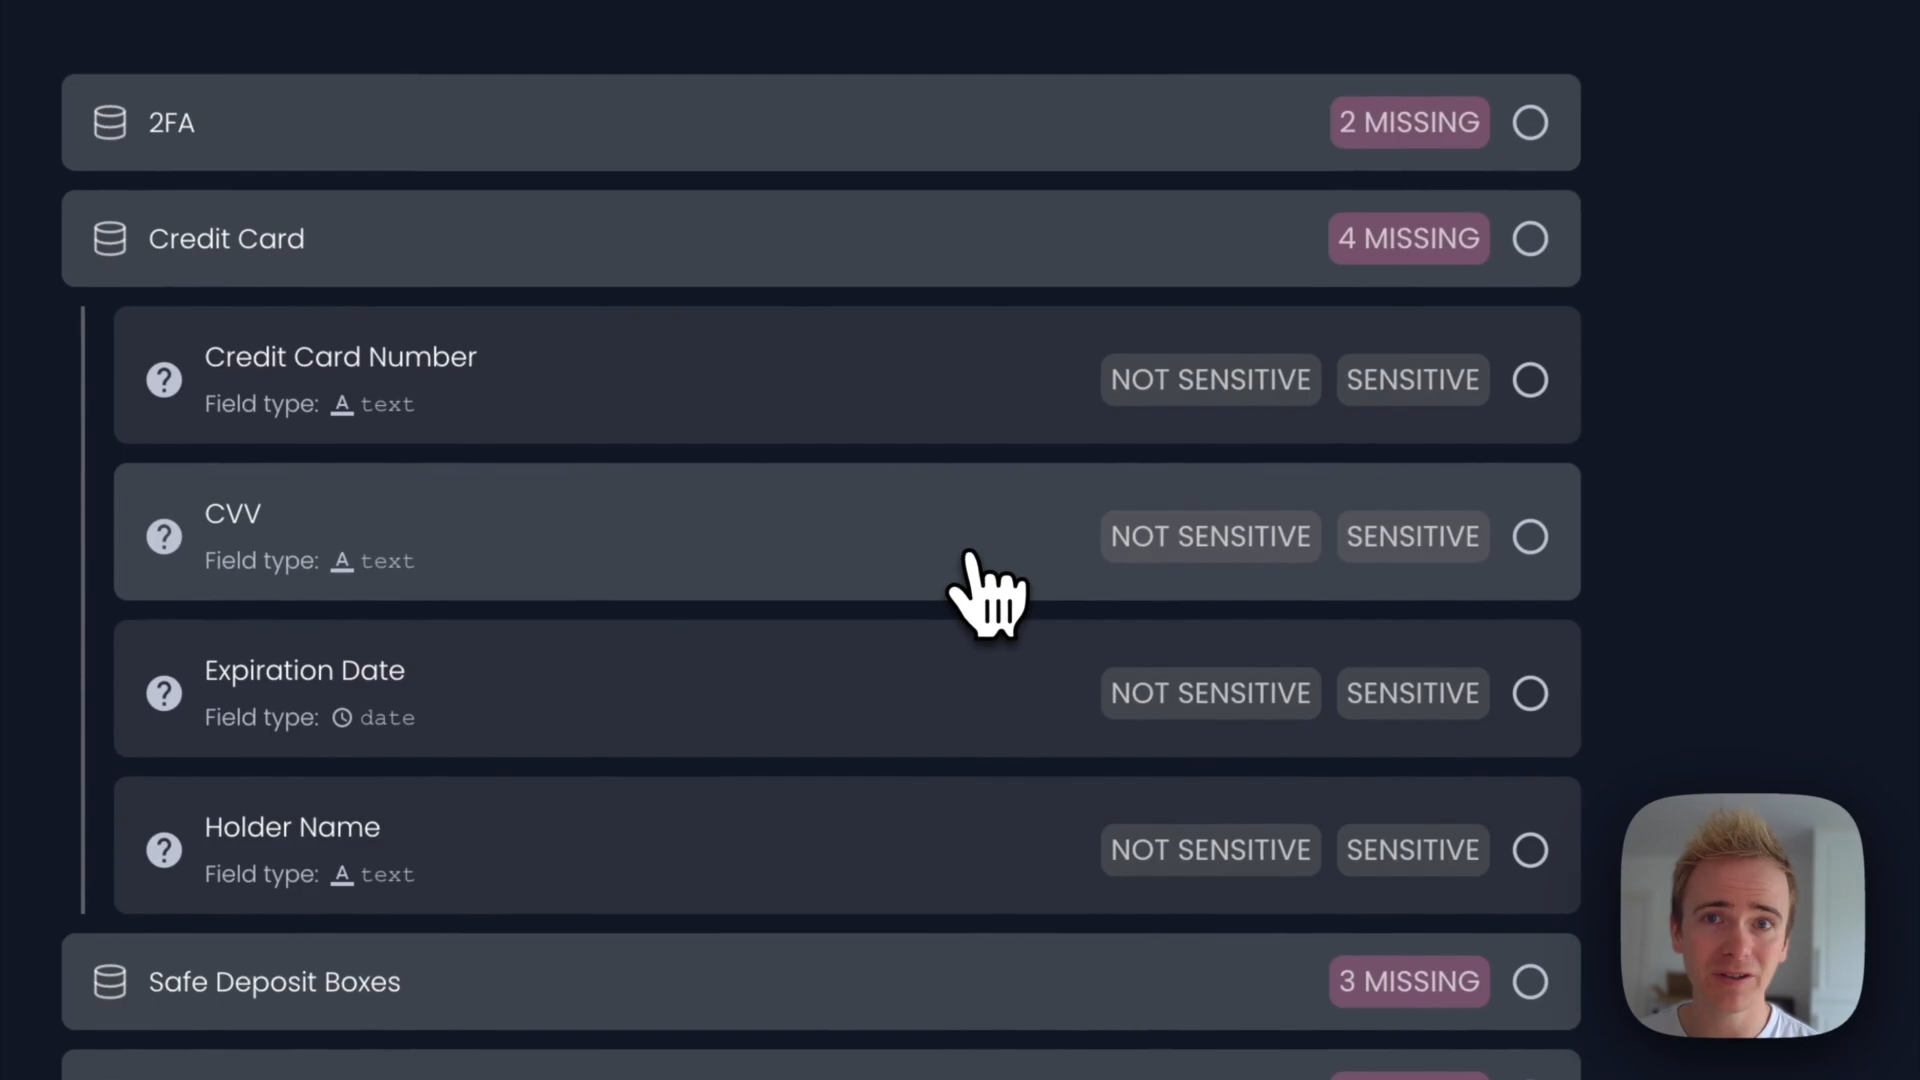 2FA 2 MISSING
Credit Card 4 MISSING
Credit Card Number
Field type: A text
NOT SENSITIVE SENSITIVE
CVV
Field type: A text
NOT SENSITIVE SENSITIVE
Expiration Date
Field type: date
NOT SENSITIVE SENSITIVE
Holder Name
Field type: A text
NOT SENSITIVE SENSITIVE
Safe Deposit Boxes 3 MISSING